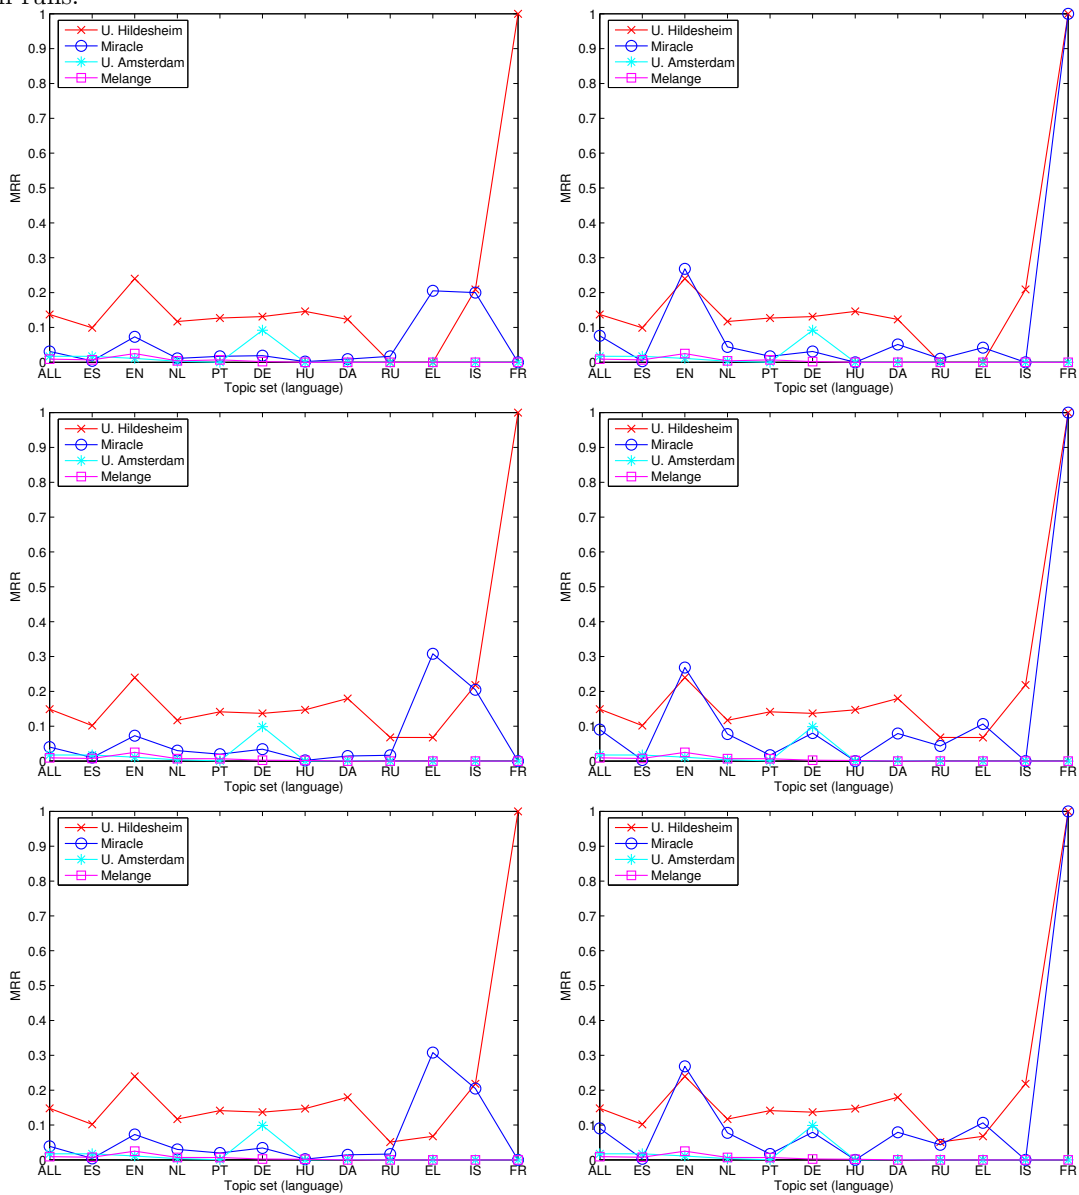 1
0.9
0.8
0.7
0.6
0.5
0.4
0.3
0.2
0.1
0
MRR
U. Hildesheim
Miracle
U. Amsterdam
Melange
ALL ES EN NL PT DE HU DA RU EL IS FR
Topic set (language)
1
0.9
0.8
0.7
0.6
0.5
0.4
0.3
0.2
0.1
0
MRR
U. Hildesheim
Miracle
U. Amsterdam
Melange
ALL ES EN NL PT DE HU DA RU EL IS FR
Topic set (language)
1
0.9
0.8
0.7
0.6
0.5
0.4
0.3
0.2
0.1
0
MRR
U. Hildesheim
Miracle
U. Amsterdam
Melange
ALL ES EN NL PT DE HU DA RU EL IS FR
Topic set (language)
1
0.9
0.8
0.7
0.6
0.5
0.4
0.3
0.2
0.1
0
MRR
U. Hildesheim
Miracle
U. Amsterdam
Melange
ALL ES EN NL PT DE HU DA RU EL IS FR
Topic set (language)
1
0.9
0.8
0.7
0.6
0.5
0.4
0.3
0.2
0.1
0
MRR
U. Hildesheim
Miracle
U. Amsterdam
Melange
ALL ES EN NL PT DE HU DA RU EL IS FR
Topic set (language)
1
0.9
0.8
0.7
0.6
0.5
0.4
0.3
0.2
0.1
0
MRR
U. Hildesheim
Miracle
U. Amsterdam
Melange
ALL ES EN NL PT DE HU DA RU EL IS FR
Topic set (language)